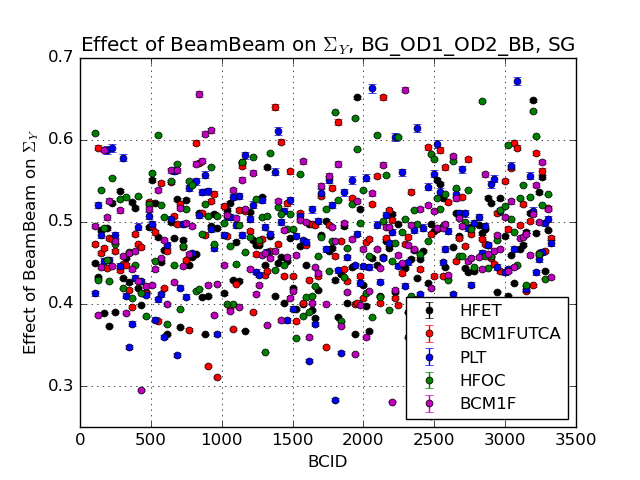 Effect of BeamBeam on Σ_Y, BG_OD1_OD2_BB, SG
Effect of BeamBeam on Σ_Y
0.7
0.6
0.5
0.4
0.3
HFET
BCM1FUTCA
PLT
HFOC
BCM1F
0 500 1000 1500 2000 2500 3000 3500
BCID